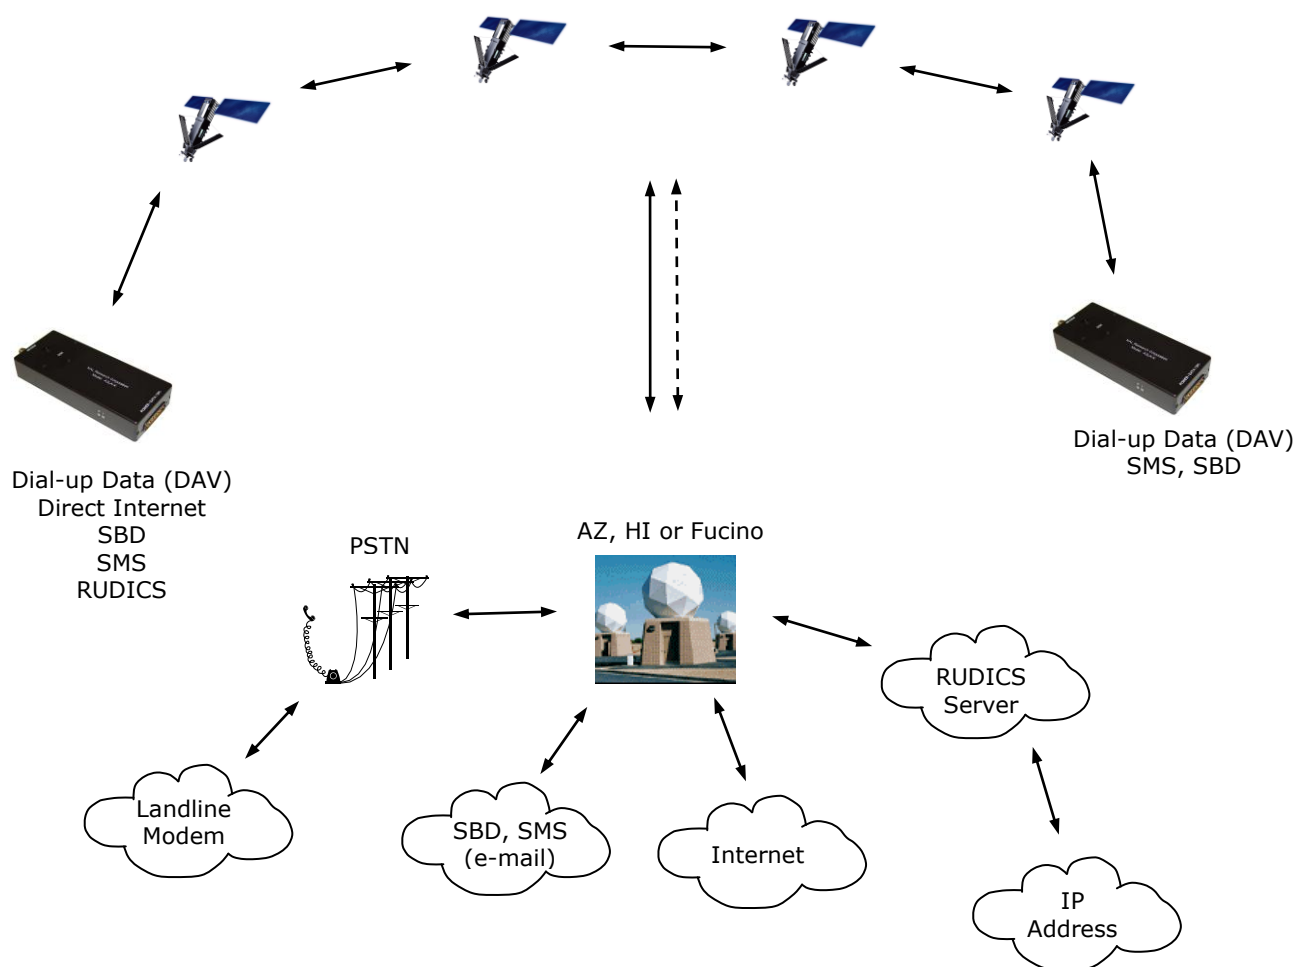 Dial-up Data (DAV)
Direct Internet
SBD
SMS
RUDICS
Dial-up Data (DAV)
SMS, SBD
PSTN
AZ, HI or Fucino
RUDICS
Server
Landline
Modem
SBD, SMS
(e-mail)
Internet
IP
Address